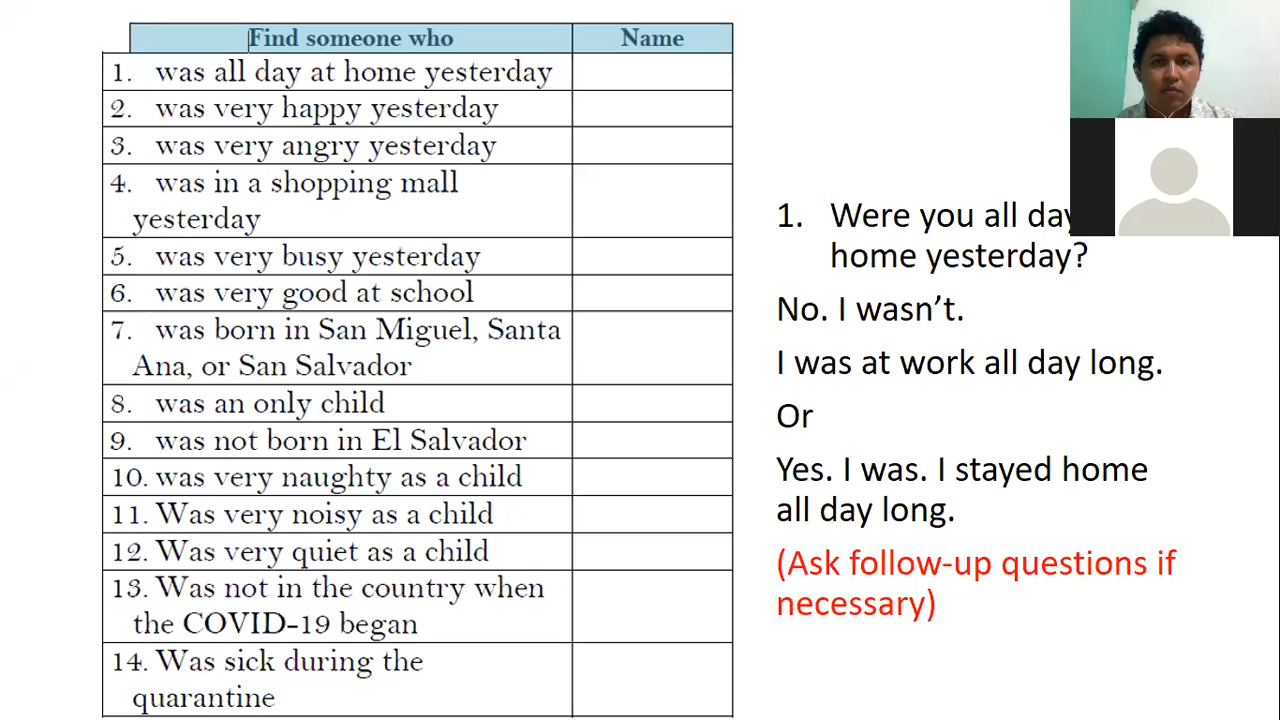 Find someone who Name
1. was all day at home yesterday
2. was very happy yesterday
3. was very angry yesterday
4. was in a shopping mall
yesterday
5. was very busy yesterday
6. was very good at school
7. was born in San Miguel, Santa
Ana, or San Salvador
8. was an only child
9. was not born in El Salvador
10. was very naughty as a child
11. Was very noisy as a child
12. Was very quiet as a child
13. Was not in the country when
the COVID-19 began
14. Was sick during the
quarantine
1. Were you all day
home yesterday?
No. I wasn’t.
I was at work all day long.
Or
Yes. I was. I stayed home
all day long.
(Ask follow-up questions if
necessary)